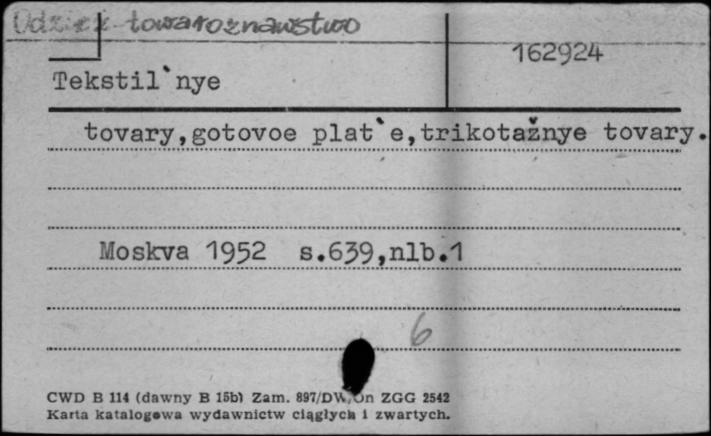 Odzież towaroznawstwo
162924
Tekstil`nye
tovary,gotovoe plat`e,trikotažnye tovary.
Moskva 1952 s.639,nlb.1
6
CWD B 114 (dawny B 15b) Zam. 897/DW/On ZGG 2542
Karta katalogowa wydawnictw ciągłych i zwartych.